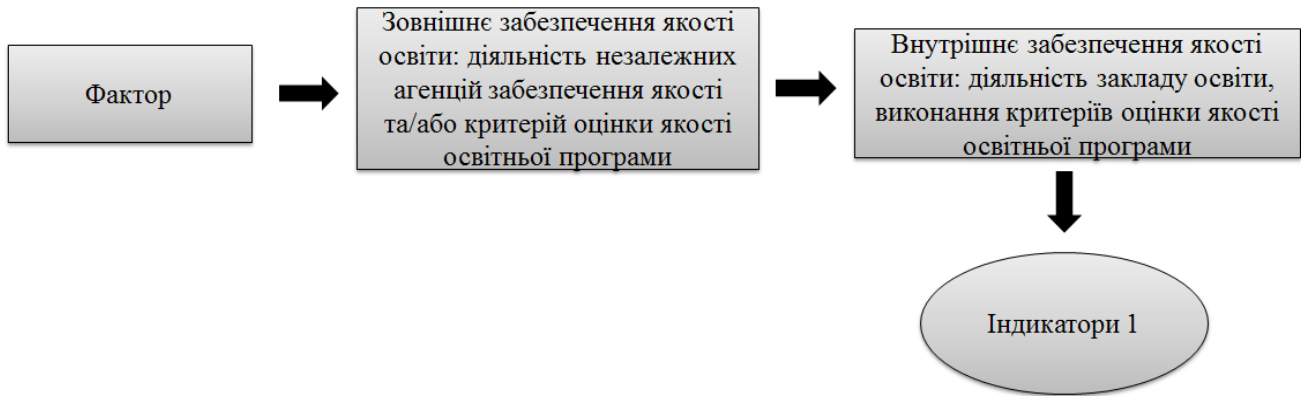 Фактор
Зовнішнє забезпечення якості
освіти: діяльність незалежних
агенцій забезпечення якості
та/або критерій оцінки якості
освітньої програми
Внутрішнє забезпечення якості
освіти: діяльність закладу освіти,
виконання критеріїв оцінки якості
освітньої програми
Індикатори 1